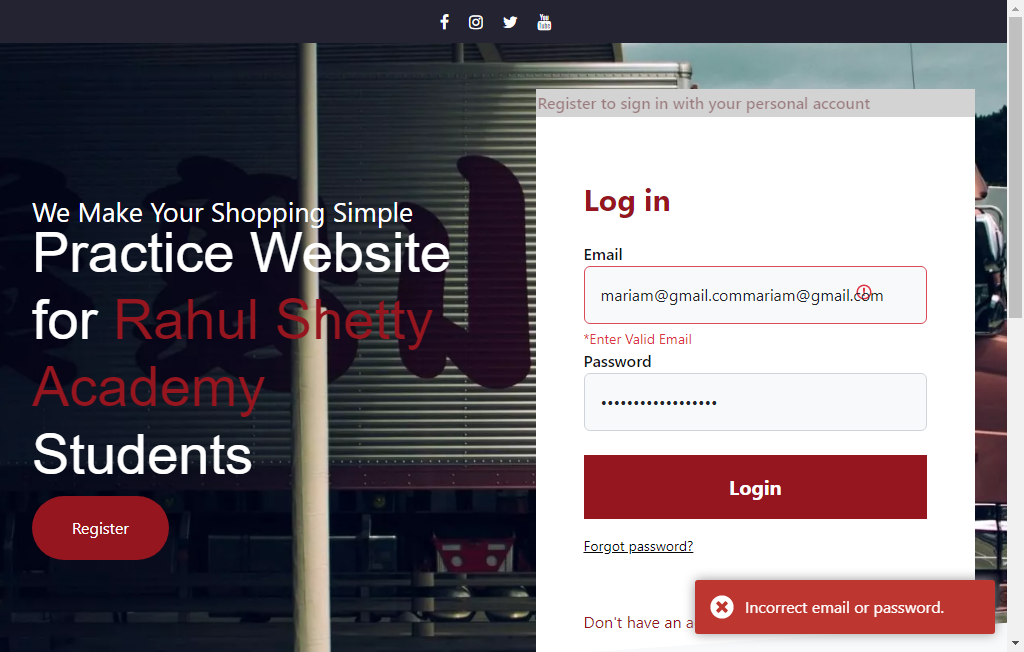 You Tube
Register to sign in with your personal account
We Make Your Shopping Simple
Practice Website
for Rahul Shetty
Academy
Students
Register
Log in
Email
mariam@gmail.commariam@gmail.com
*Enter Valid Email
Password
••••••••••••••••••
Login
Forgot password?
Don't have an a
Incorrect email or password.